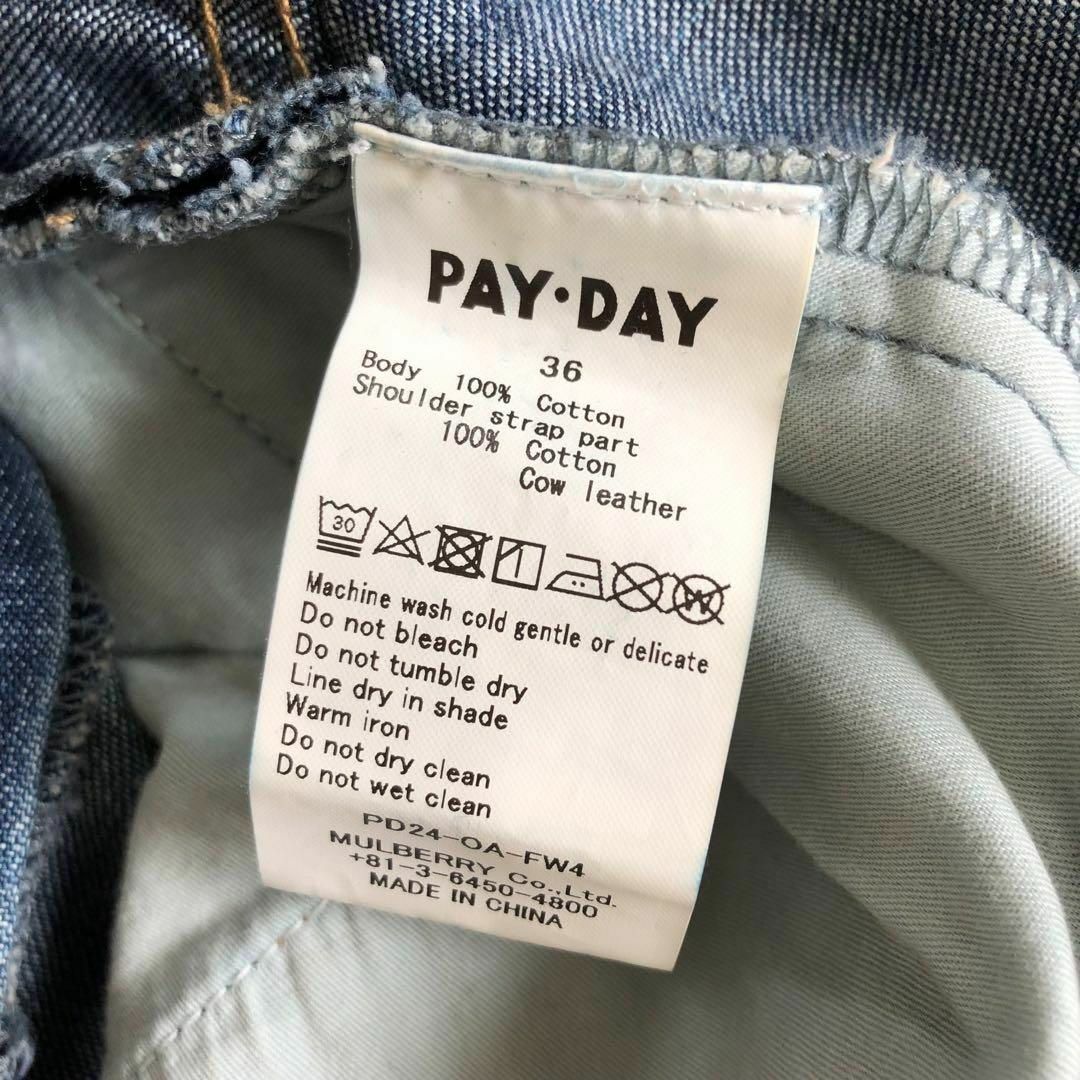 PAY·DAY
36
Body 100% Cotton
Shoulder strap part
100% Cotton
Cow leather
30
W
Machine wash cold gentle or delicate
Do not bleach
Do not tumble dry
Line dry in shade
Warm iron
Do not dry clean
Do not wet clean
PD24-OA-FW4
MULBERRY Co.,Ltd.
+81-3-6450-4800
MADE IN CHINA